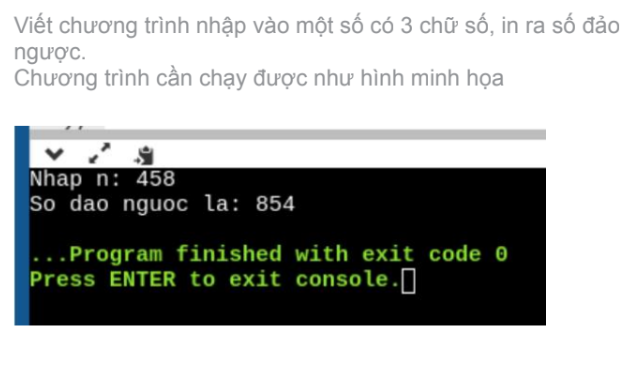 Viết chương trình nhập vào một số có 3 chữ số, in ra số đảo
ngược.
Chương trình cần chạy được như hình minh họa
Nhap n: 458
So dao nguoc la: 854
...Program finished with exit code 0
Press ENTER to exit console.